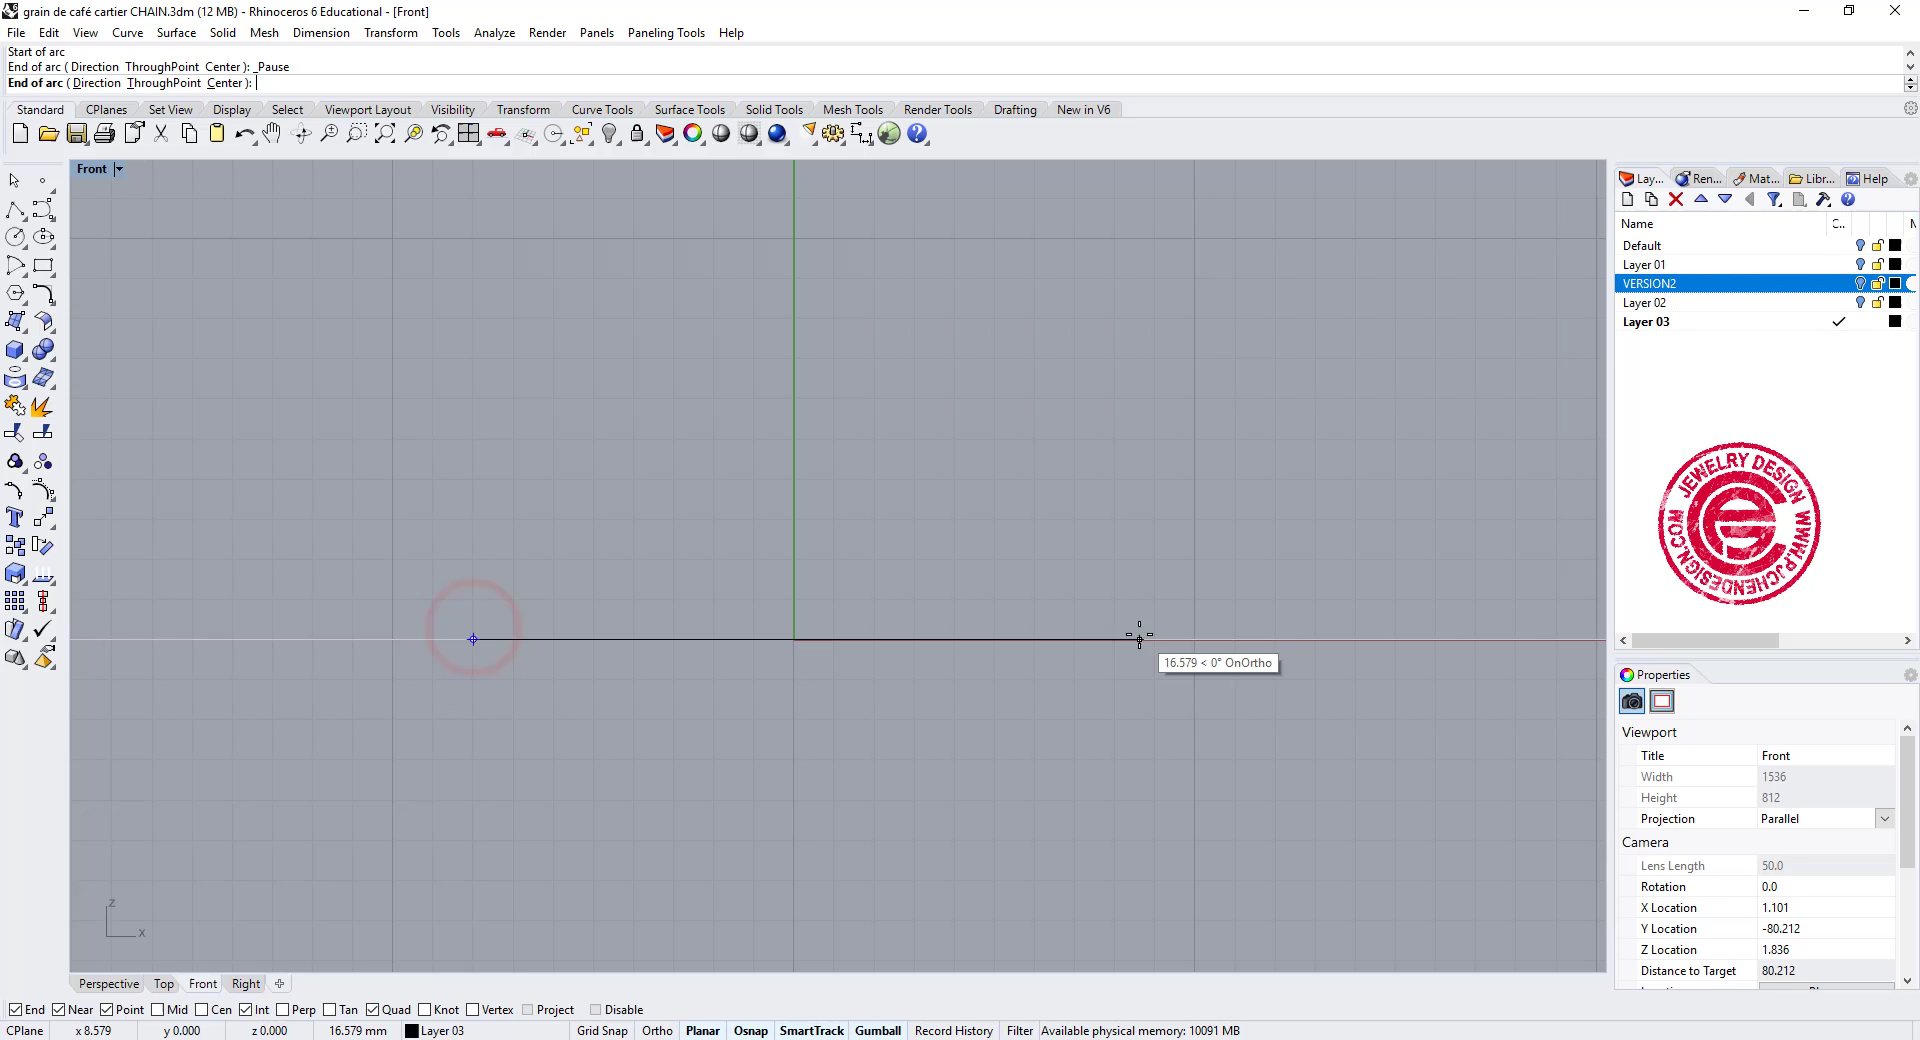 grain de café cartier CHAIN.3dm (12 MB) - Rhinoceros 6 Educational - [Front]
File Edit View Curve Surface Solid Mesh Dimension Transform Tools Analyze Render Panels Paneling Tools Help
Start of arc
End of arc ( Direction ThroughPoint Center ): _Pause
End of arc ( Direction ThroughPoint Center ):
Standard CPlanes Set View Display Select Viewport Layout Visibility Transform Curve Tools Surface Tools Solid Tools Mesh Tools Render Tools Drafting New in V6
Front
Lay... Ren... Mat... Libr... Help
Name C.. M
Default
Layer 01
VERSION2
Layer 02
Layer 03
JEWELRY DESIGN WWW.PJCHENDESIGN.COM
16.579 < 0° OnOrtho
Properties
Viewport
Title Front
Width 1536
Height 812
Projection Parallel
Camera
Lens Length 50.0
Rotation 0.0
X Location 1.101
Y Location -80.212
Z Location 1.836
Distance to Target 80.212
z
x
Perspective Top Front Right
End Near Point Mid Cen Int Perp Tan Quad Knot Vertex Project Disable
CPlane x 8.579 y 0.000 z 0.000 16.579 mm Layer 03 Grid Snap Ortho Planar Osnap SmartTrack Gumball Record History Filter Available physical memory: 10091 MB